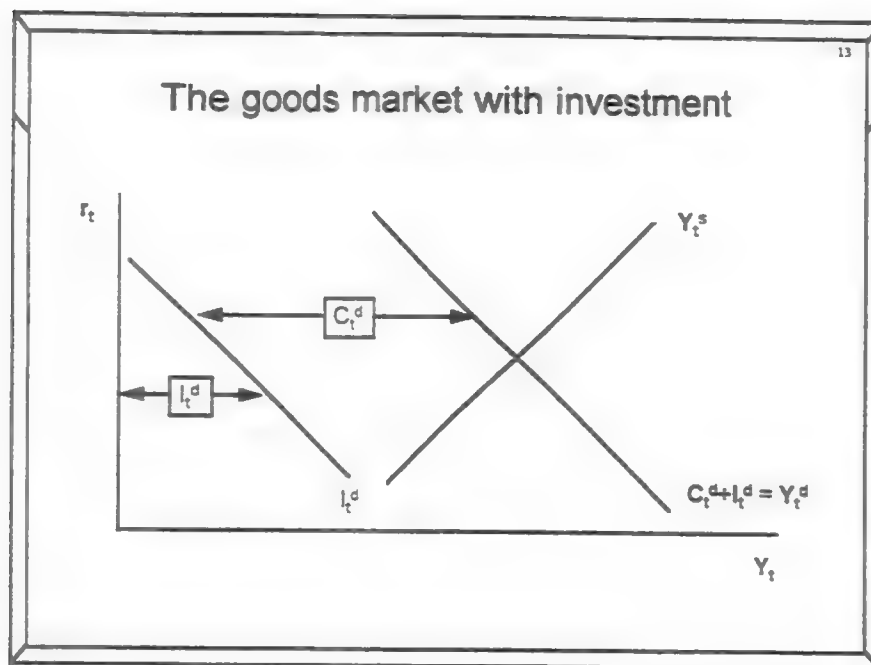 13
The goods market with investment
r_t
Y_t^s
C_t^d
I_t^d
I_t^d
C_t^d+I_t^d = Y_t^d
Y_t